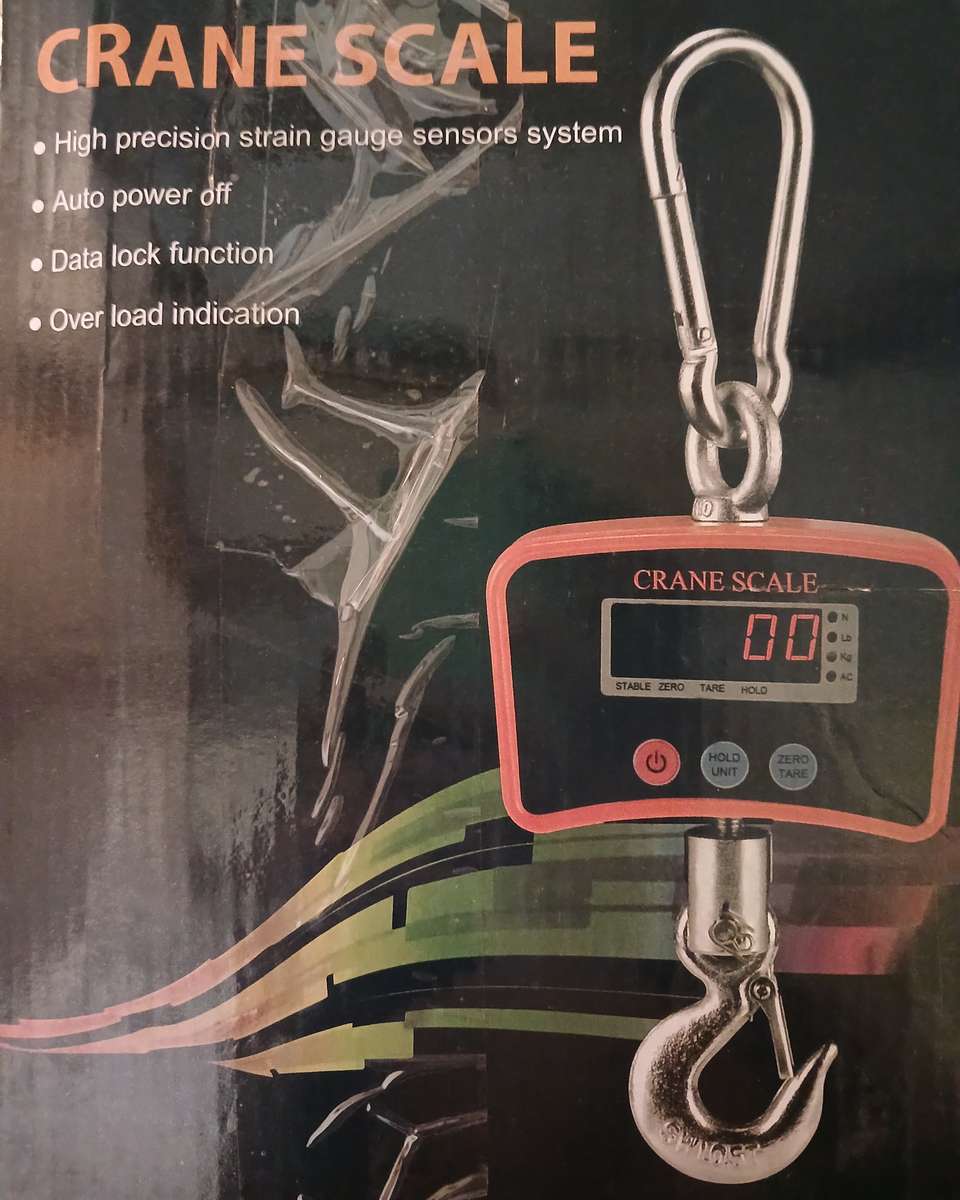 CRANE SCALE
• High precision strain gauge sensors system
• Auto power off
• Data lock function
• Over load indication
CRANE SCALE
00
N
Lb
Kg
AC
STABLE ZERO TARE HOLD
HOLD UNIT
ZERO TARE